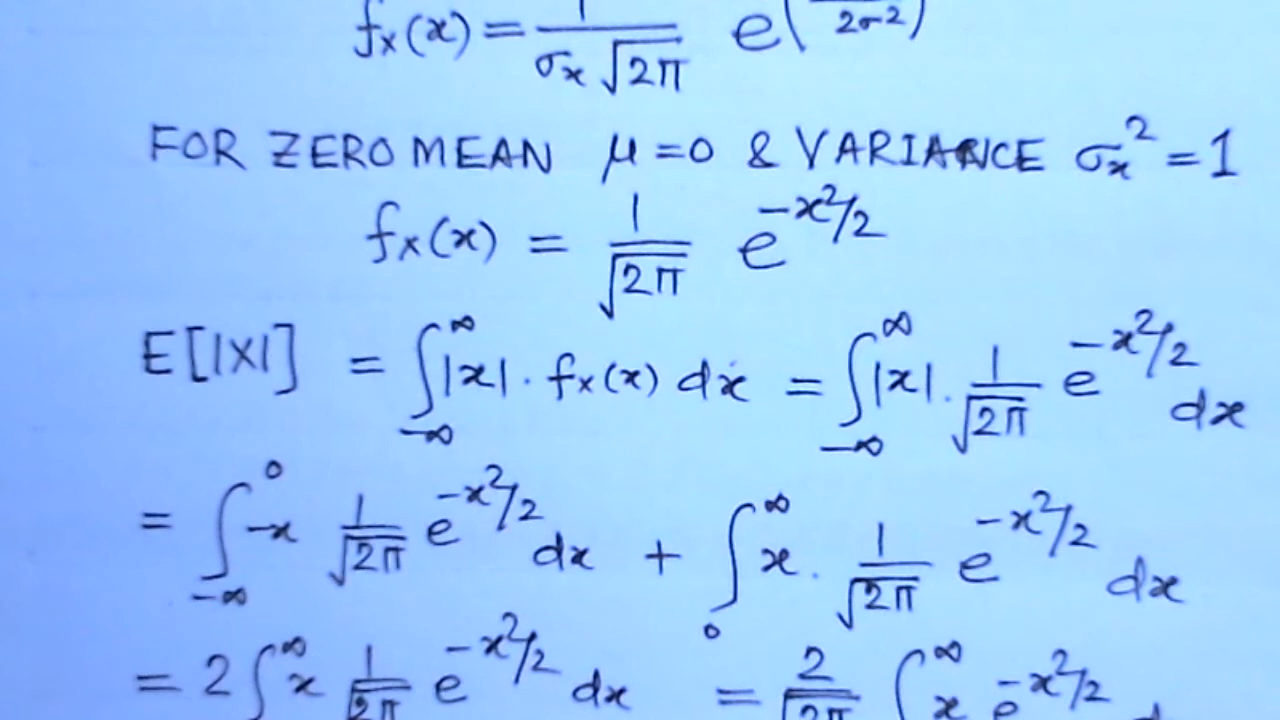 fx(x) = 1/(σx √2π) e( /2σ2)
FOR ZERO MEAN μ=0 & VARIANCE σx² = 1
fx(x) = 1/√2π e^-x²/2
E[|X|] = ∫_-∞^∞ |x|. fx(x) dx = ∫_-∞^∞ |x|. 1/√2π e^-x²/2 dx
= ∫_-∞^0 -x 1/√2π e^-x²/2 dx + ∫_0^∞ x. 1/√2π e^-x²/2 dx
= 2∫^∞ x 1/√2π e^-x²/2 dx = 2/√2π ∫^∞ x e^-x²/2 d